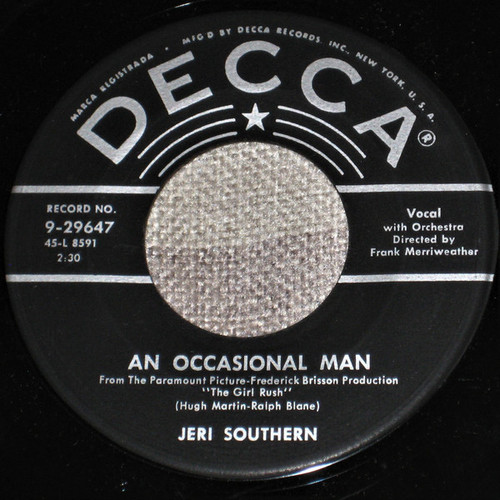 MARCA REGISTRADA • MF'G'D BY DECCA RECORDS, INC., NEW YORK, U. S. A.
DECCA®
RECORD NO.
9-29647
45-L 8591
2:30
Vocal
with Orchestra
Directed by
Frank Merriweather
AN OCCASIONAL MAN
From The Paramount Picture-Frederick Brisson Production
"The Girl Rush"
(Hugh Martin-Ralph Blane)
JERI SOUTHERN